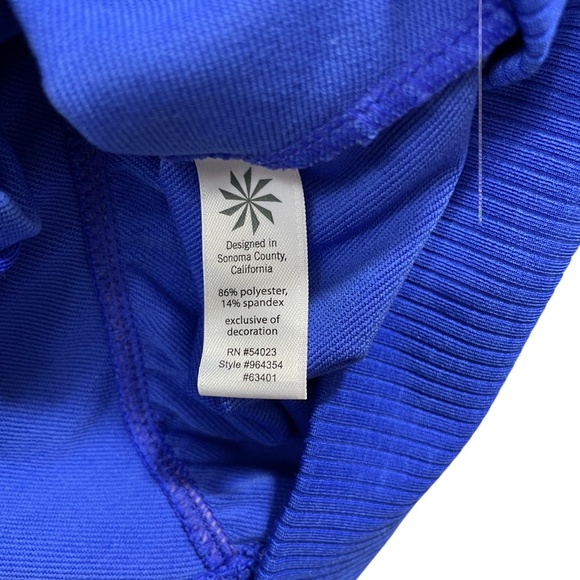 Designed in
Sonoma County,
California
86% polyester,
14% spandex
exclusive of
decoration
RN #54023
Style #964354
#63401